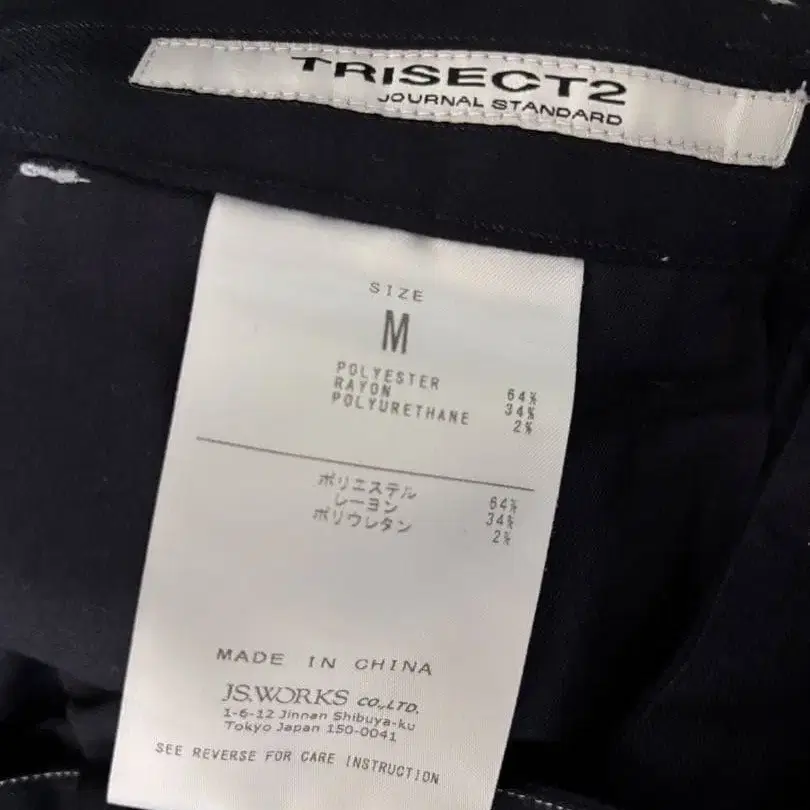 TRISECT2
JOURNAL STANDARD
SIZE
M
POLYESTER 64%
RAYON 34%
POLYURETHANE 2%
ポリエステル 64%
レーヨン 34%
ポリウレタン 2%
MADE IN CHINA
JS.WORKS CO.,LTD.
1-6-12 Jinnan Shibuya-ku
Tokyo Japan 150-0041
SEE REVERSE FOR CARE INSTRUCTION